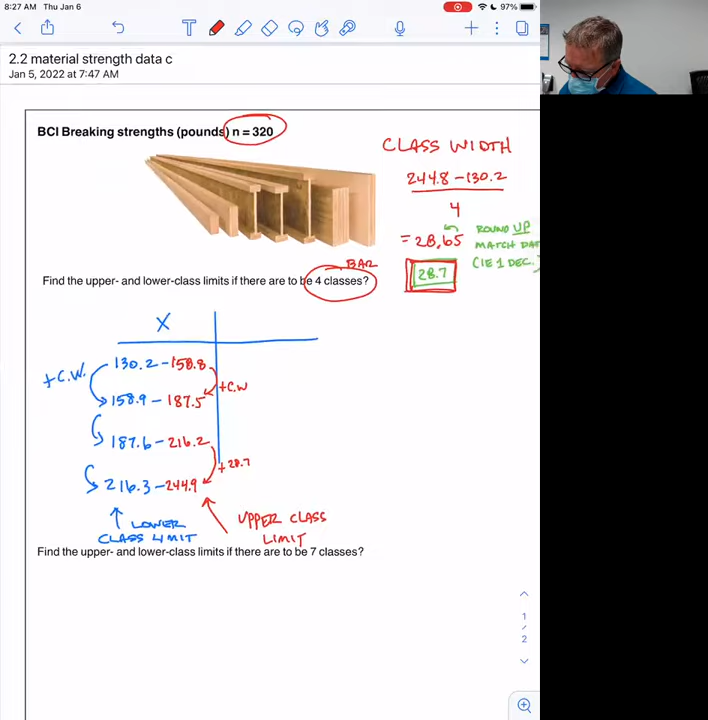 8:27 AM Thu Jan 6
97%
2.2 material strength data c
Jan 5, 2022 at 7:47 AM
BCI Breaking strengths (pounds) n = 320
CLASS WIDTH
244.8 - 130.2
4
= 28.65
ROUND UP
MATCH DAT
(IE 1 DEC.)
28.7
BAR
Find the upper- and lower-class limits if there are to be 4 classes?
X
130.2 - 158.8
+C.W.
+C.W
158.9 - 187.5
187.6 - 216.2
+28.7
216.3 - 244.9
LOWER
CLASS LIMIT
UPPER CLASS
LIMIT
Find the upper- and lower-class limits if there are to be 7 classes?
1
/
2